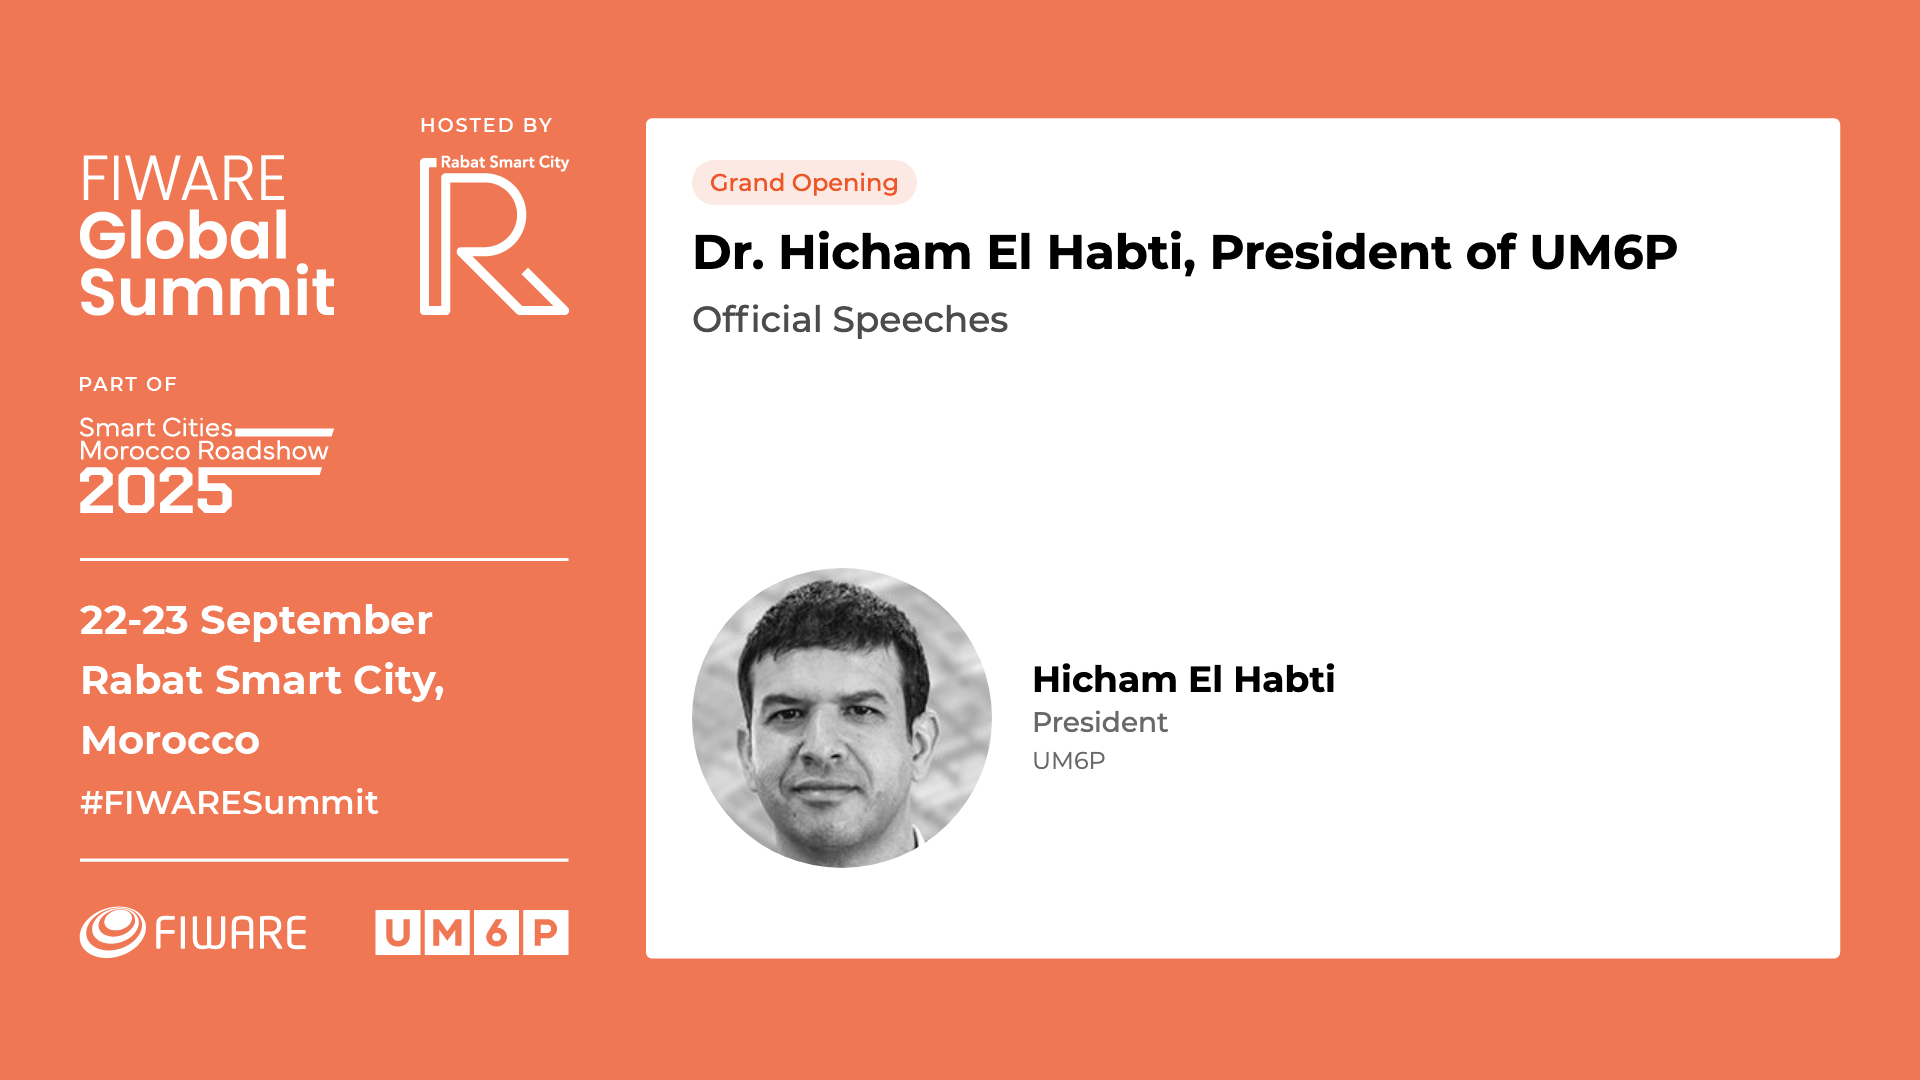 FIWARE
Global
Summit
HOSTED BY
Rabat Smart City
R
PART OF
Smart Cities
Morocco Roadshow
2025
22-23 September
Rabat Smart City,
Morocco
#FIWARESummit
FIWARE
UM6P
Grand Opening
Dr. Hicham El Habti, President of UM6P
Official Speeches
Hicham El Habti
President
UM6P